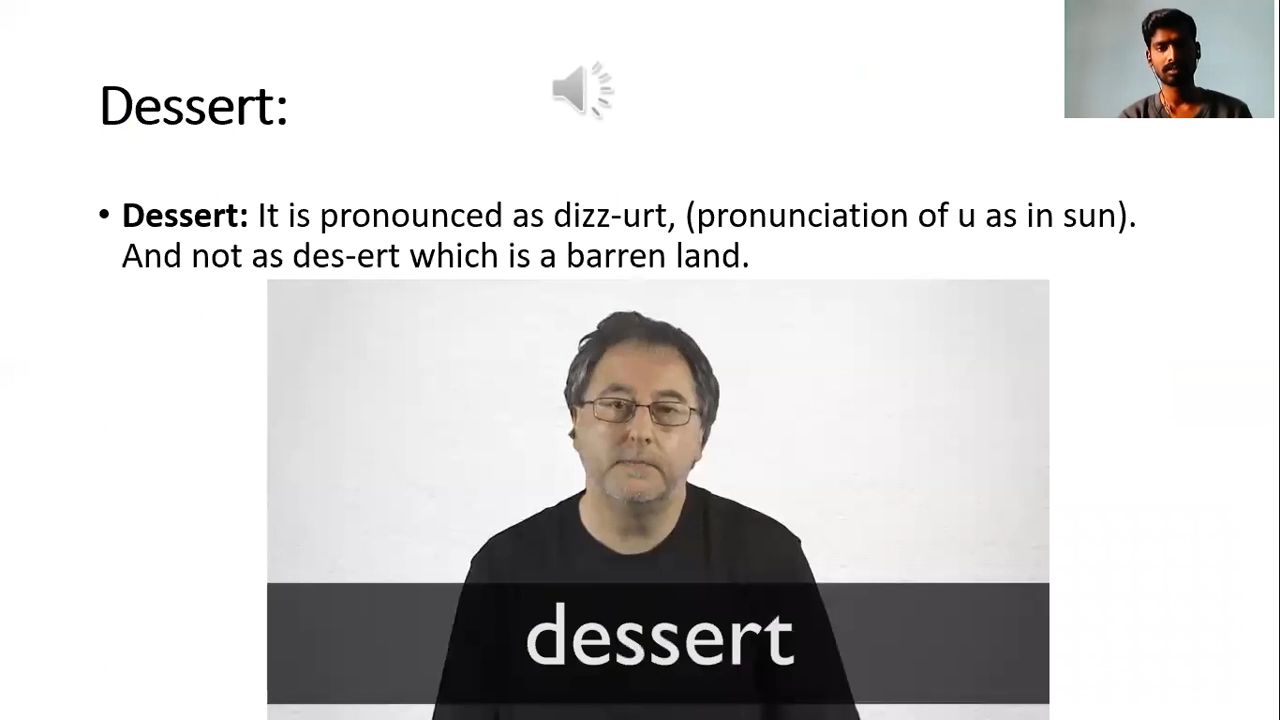 Dessert:
• Dessert: It is pronounced as dizz-urt, (pronunciation of u as in sun).
And not as des-ert which is a barren land.
dessert